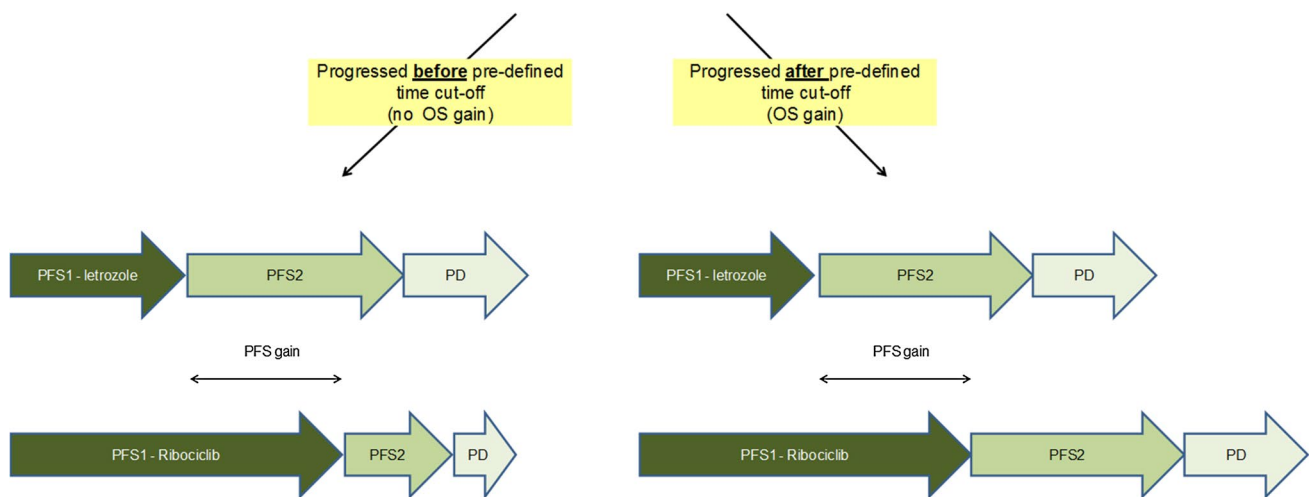 Progressed before pre-defined
time cut-off
(no OS gain)
Progressed after pre-defined
time cut-off
(OS gain)
PFS1 - letrozole
PFS2
PD
PFS1 - letrozole
PFS2
PD
PFS gain
PFS gain
PFS1 - Ribociclib
PFS2
PD
PFS1 - Ribociclib
PFS2
PD